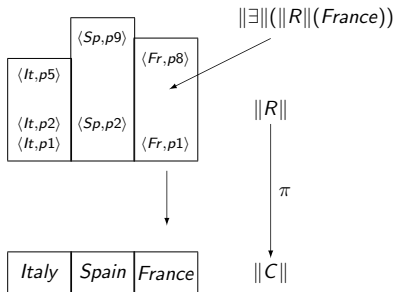 ‖∃‖(‖R‖(France))
⟨Sp,p9⟩
⟨Fr,p8⟩
⟨It,p5⟩
‖R‖
⟨It,p2⟩ ⟨Sp,p2⟩
⟨It,p1⟩ ⟨Fr,p1⟩
π
Italy Spain France ‖C‖